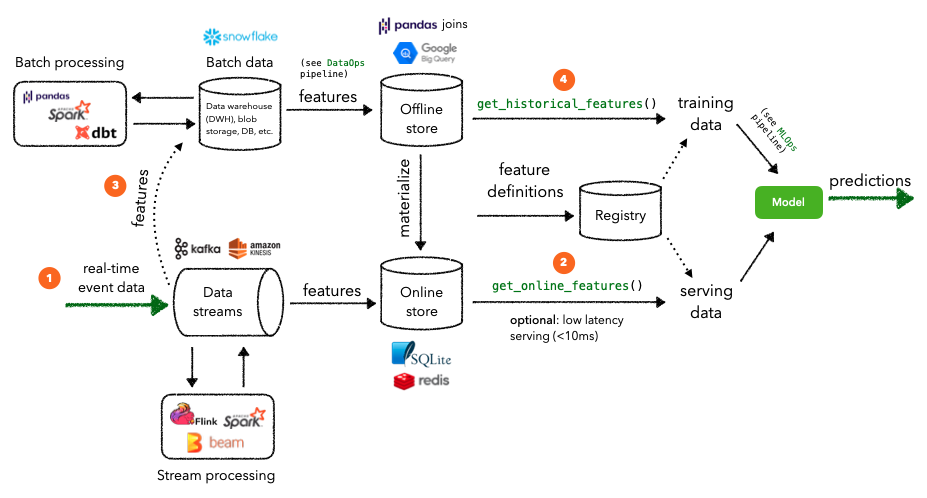 snowflake
Batch processing
pandas
APACHE
Spark
dbt
Batch data
Data warehouse
(DWH), blob
storage, DB, etc.
(see DataOps
pipeline)
features
pandas joins
Google
Big Query
Offline
store
4
get_historical_features()
training
data
(see MLOps
pipeline)
3
features
materialize
feature
definitions
Registry
Model
predictions
1
real-time
event data
kafka
amazon
KINESIS
Data
streams
features
Online
store
2
get_online_features()
optional: low latency
serving (<10ms)
serving
data
SQLite
redis
Flink
APACHE
Spark
beam
Stream processing